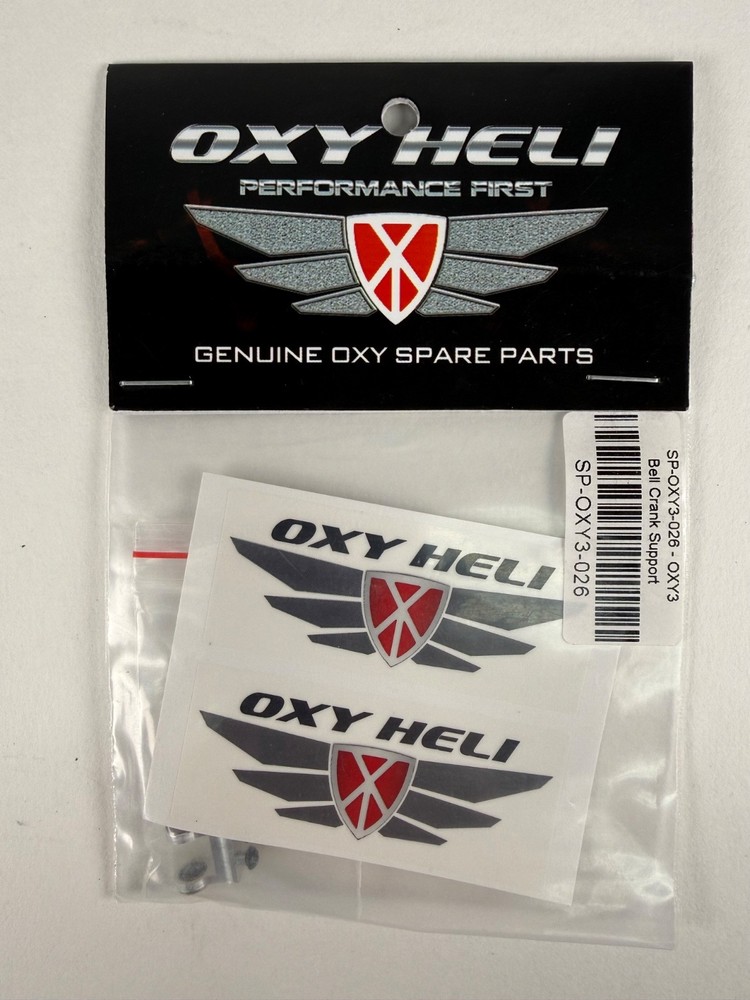 OXY HELI
PERFORMANCE FIRST
GENUINE OXY SPARE PARTS
SP-OXY3-026 - OXY3
Bell Crank Support
SP-OXY3-026
OXY HELI
OXY HELI